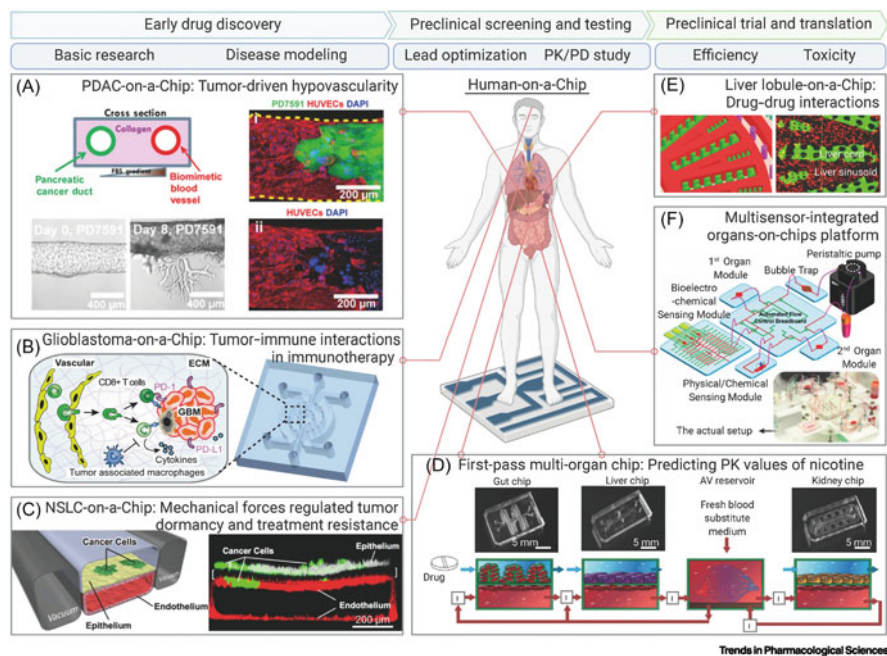 Early drug discovery
Preclinical screening and testing
Preclinical trial and translation
Basic research
Disease modeling
Lead optimization
PK/PD study
Efficiency
Toxicity
(A)
PDAC-on-a-Chip: Tumor-driven hypovascularity
Cross section
Collagen
Pancreatic
cancer duct
FBS gradient
Biomimetic
blood
vessel
PD7591 HUVECs DAPI
i
200 μm
Day 0, PD7591
400 μm
Day 8, PD7591
400 μm
HUVECs DAPI
ii
200 μm
(B)
Glioblastoma-on-a-Chip: Tumor-immune interactions
in immunotherapy
Vascular
ECM
CD8+ T cells
PD-1
GBM
PD-L1
Cytokines
Tumor associated macrophages
(C)
NSLC-on-a-Chip: Mechanical forces regulated tumor
dormancy and treatment resistance
Cancer Cells
Vacuum
Vacuum
Epithelium
Endothelium
Cancer Cells
Epithelium
Endothelium
200 μm
Human-on-a-Chip
(E)
Liver lobule-on-a-Chip:
Drug-drug interactions
Liver cord
Liver sinusoid
(F)
Multisensor-integrated
organs-on-chips platform
1st Organ
Module
Bubble Trap
Peristaltic pump
Bioelectro
-chemical
Sensing Module
Automated Flow
Control Breadboard
2nd Organ
Module
Physical/Chemical
Sensing Module
The actual setup
(D)
First-pass multi-organ chip: Predicting PK values of nicotine
Gut chip
Liver chip
AV reservoir
Kidney chip
5 mm
5 mm
Fresh blood
substitute
medium
5 mm
Drug
I
I
I
I
I
Trends in Pharmacological Sciences